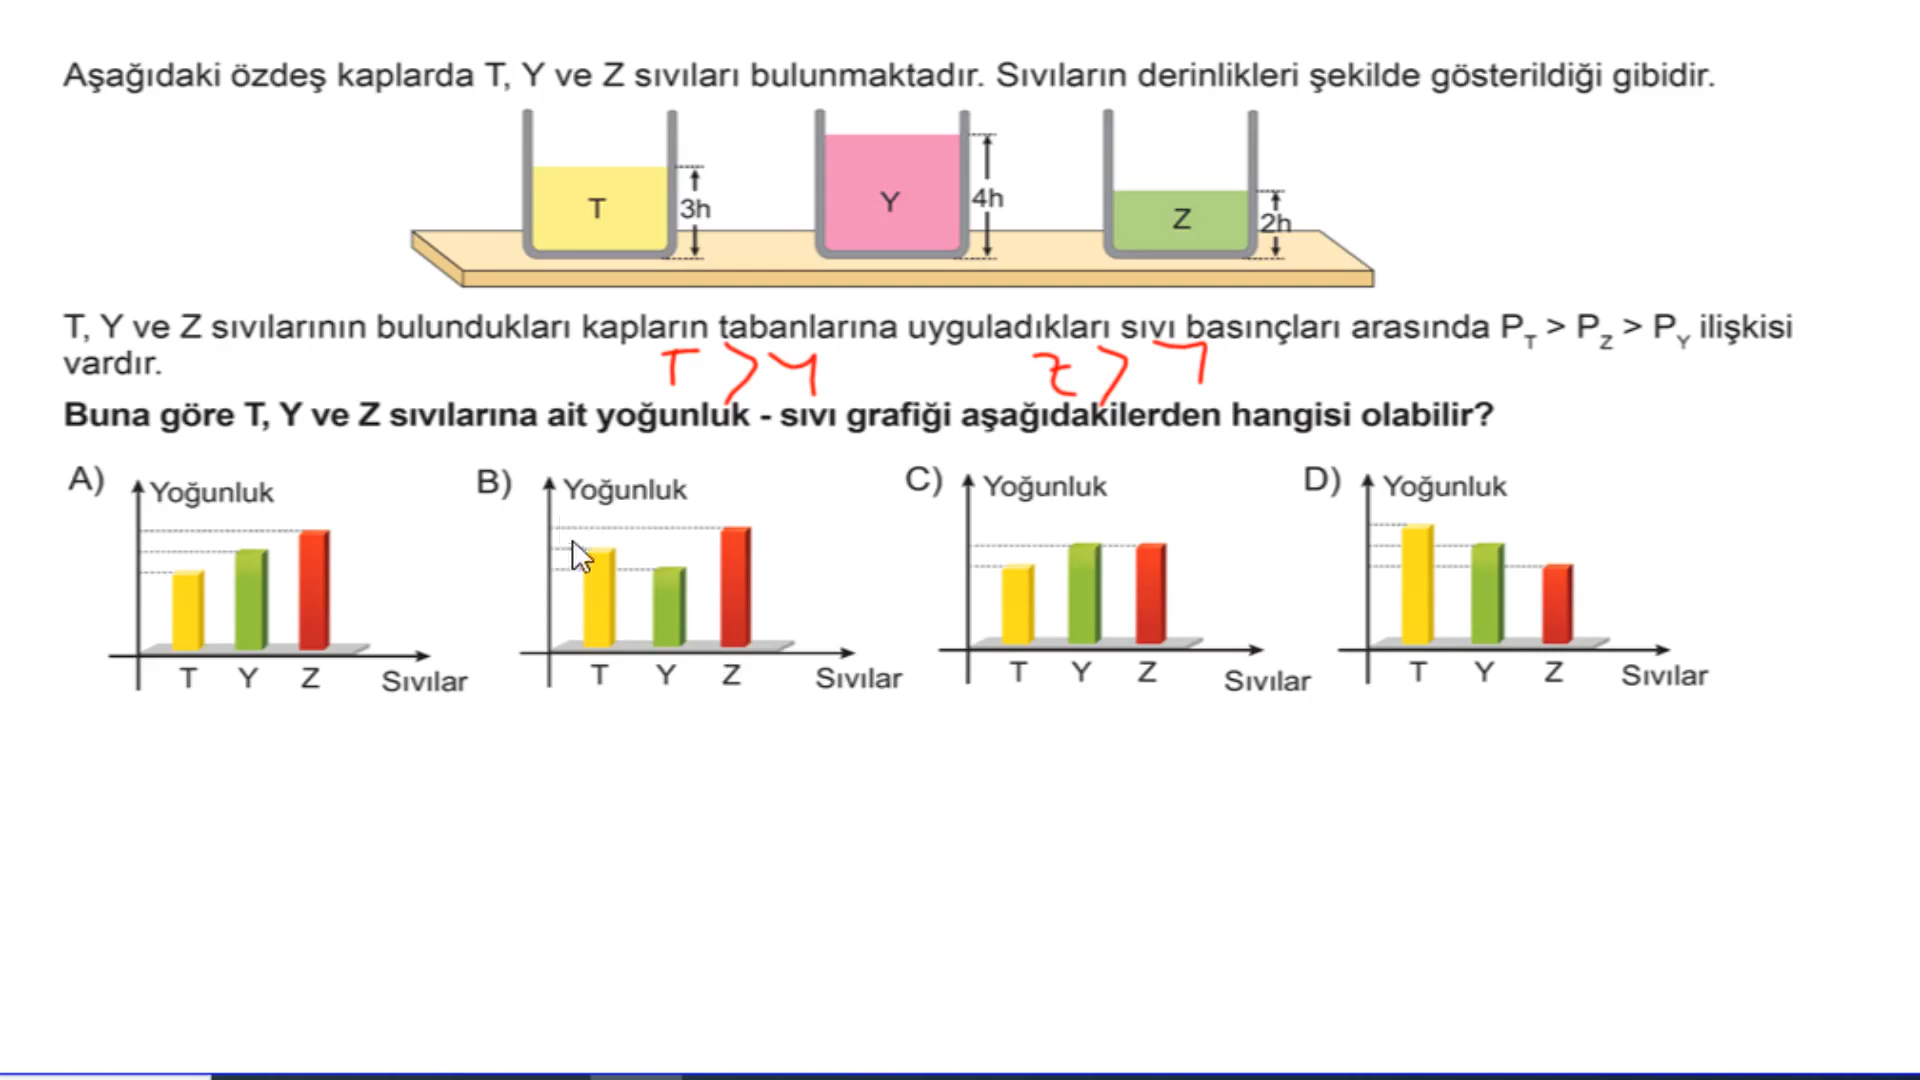 Aşağıdaki özdeş kaplarda T, Y ve Z sıvıları bulunmaktadır. Sıvıların derinlikleri şekilde gösterildiği gibidir.
T 3h Y 4h Z 2h
T, Y ve Z sıvılarının bulundukları kapların tabanlarına uyguladıkları sıvı basınçları arasında P_T > P_Z > P_Y ilişkisi
vardır.
T > Y Z > Y
Buna göre T, Y ve Z sıvılarına ait yoğunluk - sıvı grafiği aşağıdakilerden hangisi olabilir?
A) Yoğunluk
T Y Z Sıvılar
B) Yoğunluk
T Y Z Sıvılar
C) Yoğunluk
T Y Z Sıvılar
D) Yoğunluk
T Y Z Sıvılar